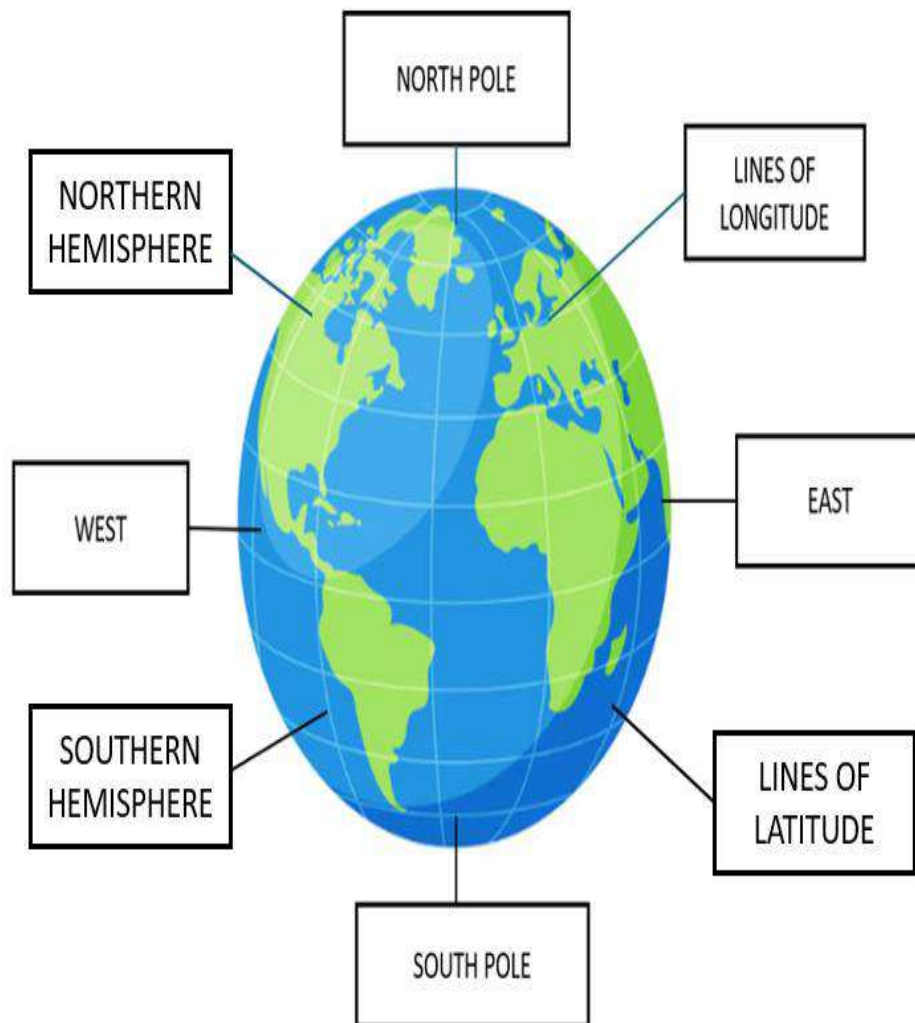 NORTH POLE
NORTHERN
HEMISPHERE
LINES OF
LONGITUDE
WEST
EAST
SOUTHERN
HEMISPHERE
LINES OF
LATITUDE
SOUTH POLE